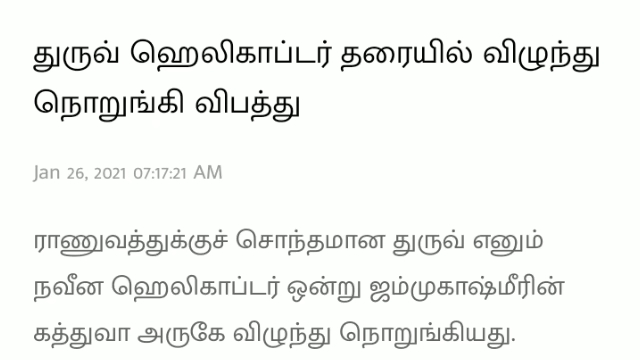 துருவ் ஹெலிகாப்டர் தரையில் விழுந்து
நொறுங்கி விபத்து
Jan 26, 2021 07:17:21 AM
ராணுவத்துக்குச் சொந்தமான துருவ் எனும்
நவீன ஹெலிகாப்டர் ஒன்று ஜம்முகாஷ்மீரின்
கத்துவா அருகே விழுந்து நொறுங்கியது.